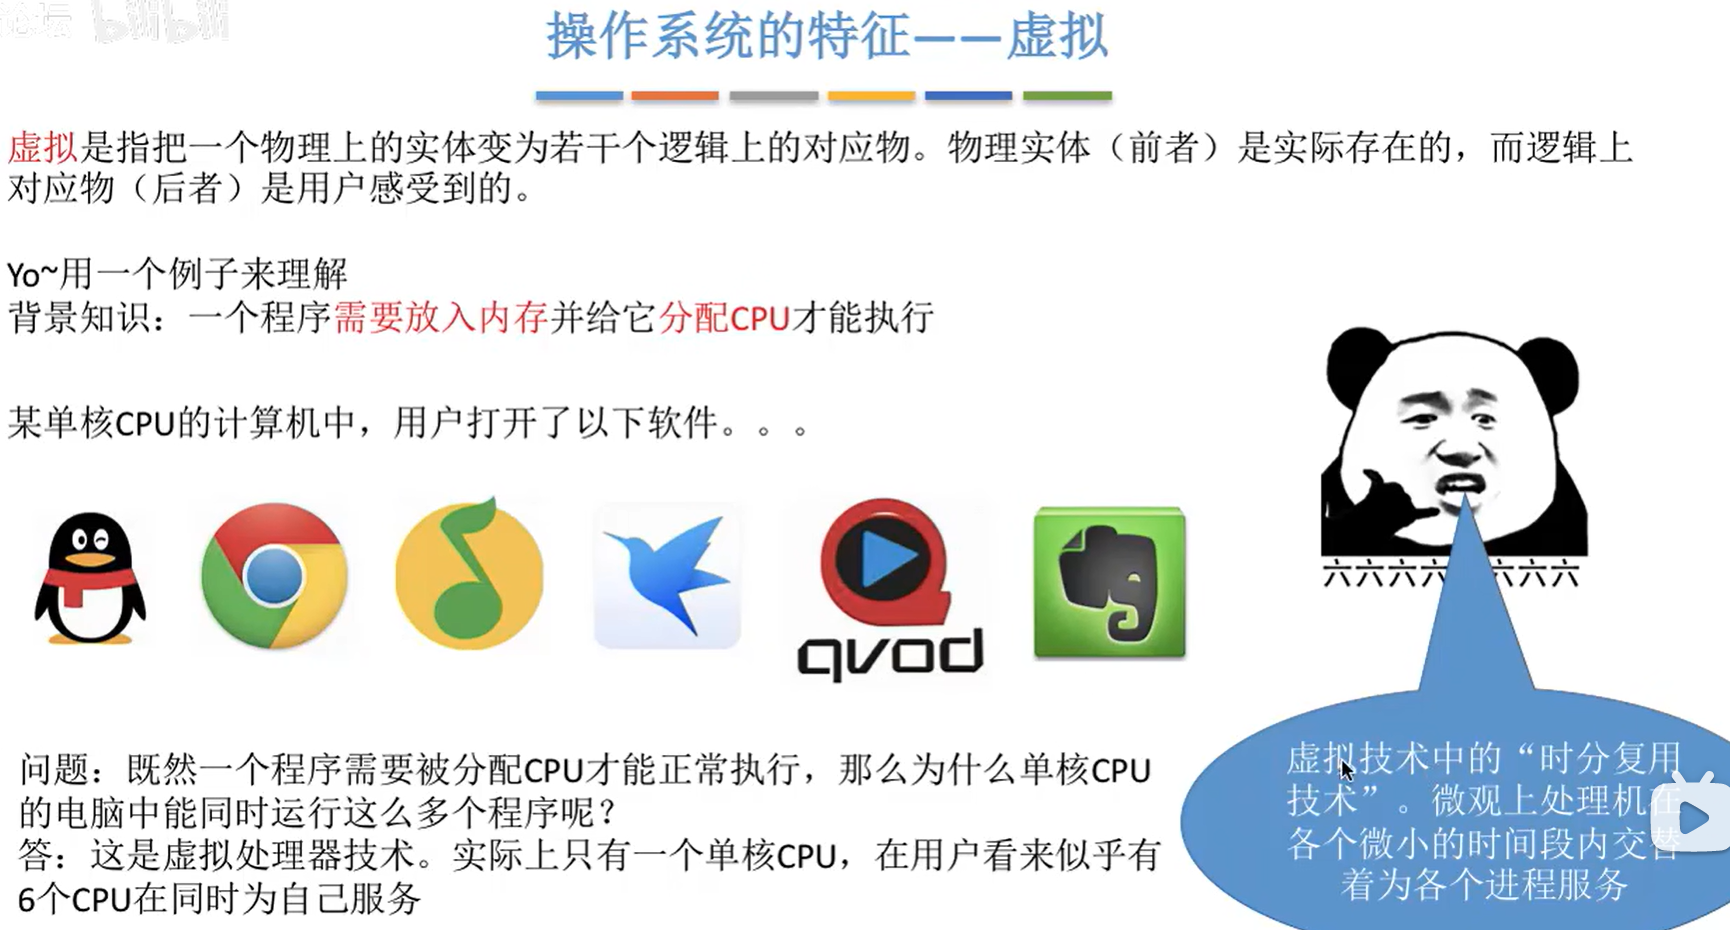 论坛 bilibili
操作系统的特征——虚拟
虚拟是指把一个物理上的实体变为若干个逻辑上的对应物。物理实体（前者）是实际存在的，而逻辑上
对应物（后者）是用户感受到的。
Yo~用一个例子来理解
背景知识：一个程序需要放入内存并给它分配CPU才能执行
某单核CPU的计算机中，用户打开了以下软件。。。
qvod
六六六六六六六
问题：既然一个程序需要被分配CPU才能正常执行，那么为什么单核CPU
的电脑中能同时运行这么多个程序呢？
答：这是虚拟处理器技术。实际上只有一个单核CPU，在用户看来似乎有
6个CPU在同时为自己服务
虚拟技术中的“时分复用
技术”。微观上处理机在
各个微小的时间段内交替
着为各个进程服务